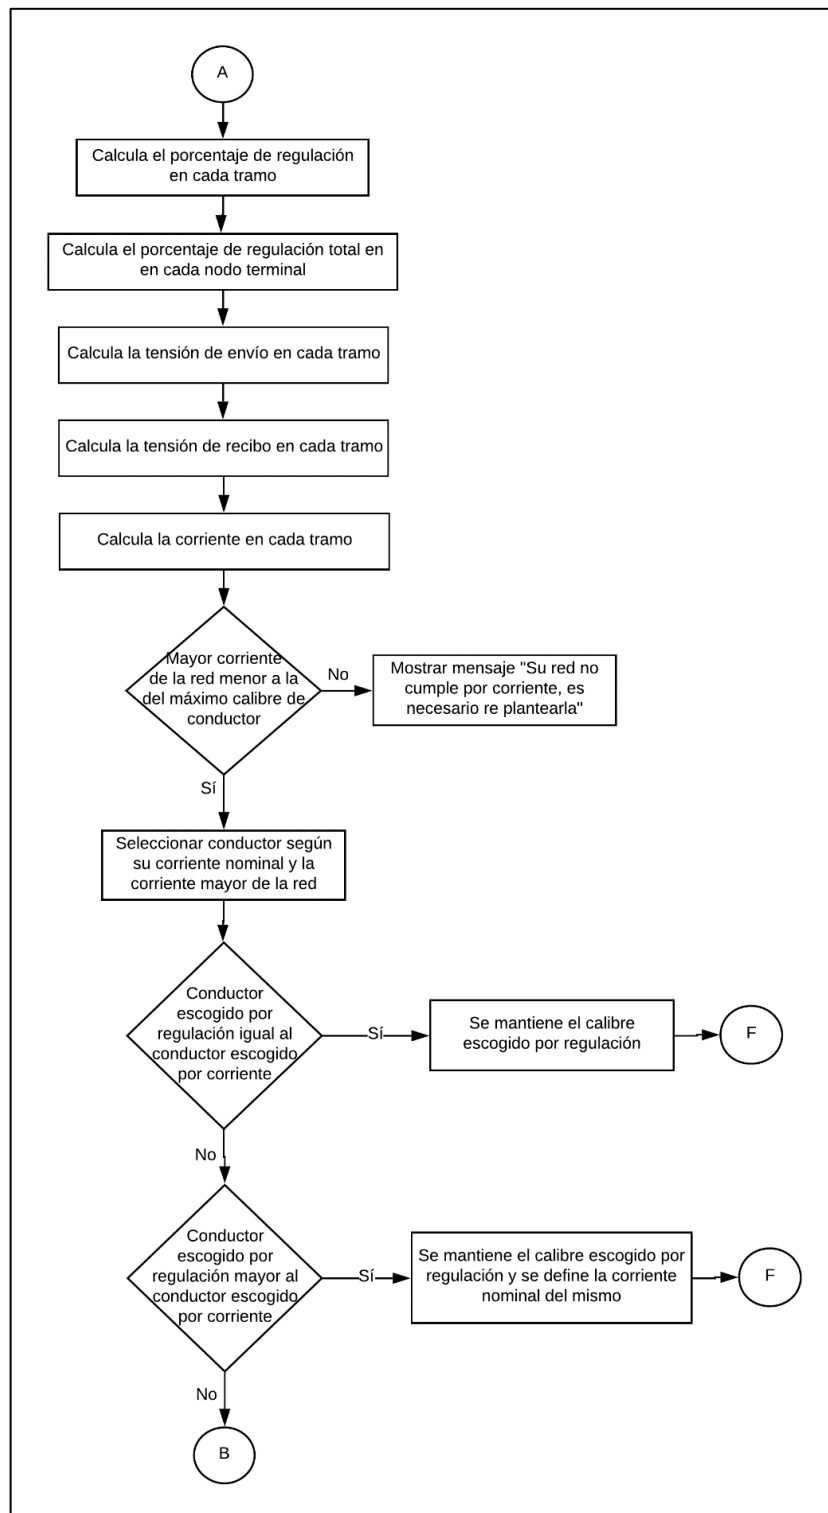 A
Calcula el porcentaje de regulación
en cada tramo
Calcula el porcentaje de regulación total en
en cada nodo terminal
Calcula la tensión de envío en cada tramo
Calcula la tensión de recibo en cada tramo
Calcula la corriente en cada tramo
Mayor corriente
de la red menor a la
del máximo calibre de
conductor
No
Mostrar mensaje "Su red no
cumple por corriente, es
necesario re plantearla"
Sí
Seleccionar conductor según
su corriente nominal y la
corriente mayor de la red
Conductor
escogido por
regulación igual al
conductor escogido
por corriente
Sí
Se mantiene el calibre
escogido por regulación
F
No
Conductor
escogido por
regulación mayor al
conductor escogido
por corriente
Sí
Se mantiene el calibre escogido por
regulación y se define la corriente
nominal del mismo
F
No
B